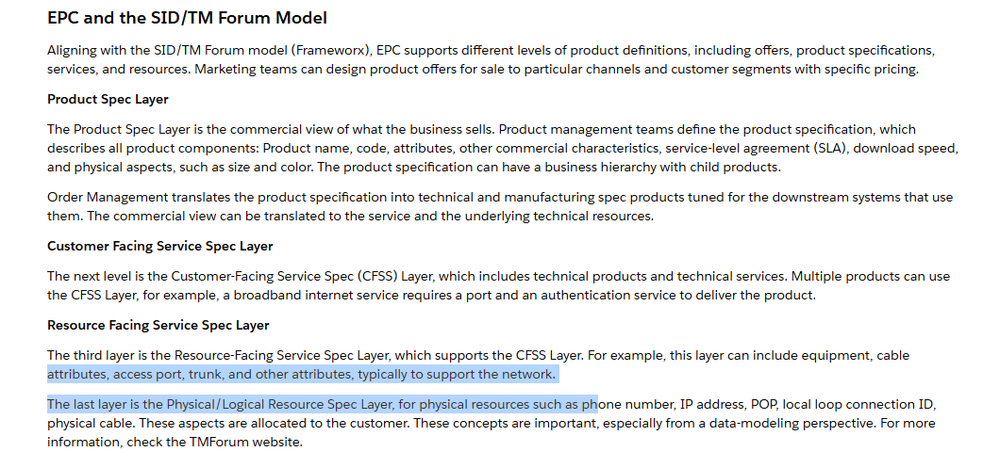 EPC and the SID/TM Forum Model
Aligning with the SID/TM Forum model (Frameworx), EPC supports different levels of product definitions, including offers, product specifications,
services, and resources. Marketing teams can design product offers for sale to particular channels and customer segments with specific pricing.
Product Spec Layer
The Product Spec Layer is the commercial view of what the business sells. Product management teams define the product specification, which
describes all product components: Product name, code, attributes, other commercial characteristics, service-level agreement (SLA), download speed,
and physical aspects, such as size and color. The product specification can have a business hierarchy with child products.
Order Management translates the product specification into technical and manufacturing spec products tuned for the downstream systems that use
them. The commercial view can be translated to the service and the underlying technical resources.
Customer Facing Service Spec Layer
The next level is the Customer-Facing Service Spec (CFSS) Layer, which includes technical products and technical services. Multiple products can use
the CFSS Layer, for example, a broadband internet service requires a port and an authentication service to deliver the product.
Resource Facing Service Spec Layer
The third layer is the Resource-Facing Service Spec Layer, which supports the CFSS Layer. For example, this layer can include equipment, cable
attributes, access port, trunk, and other attributes, typically to support the network.
The last layer is the Physical/Logical Resource Spec Layer, for physical resources such as phone number, IP address, POP, local loop connection ID,
physical cable. These aspects are allocated to the customer. These concepts are important, especially from a data-modeling perspective. For more
information, check the TMForum website.